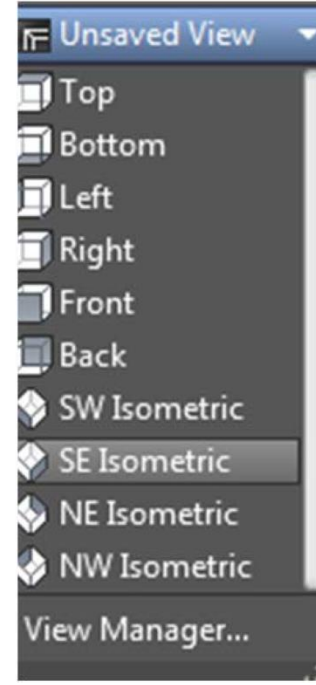 Unsaved View
Top
Bottom
Left
Right
Front
Back
SW Isometric
SE Isometric
NE Isometric
NW Isometric
View Manager...